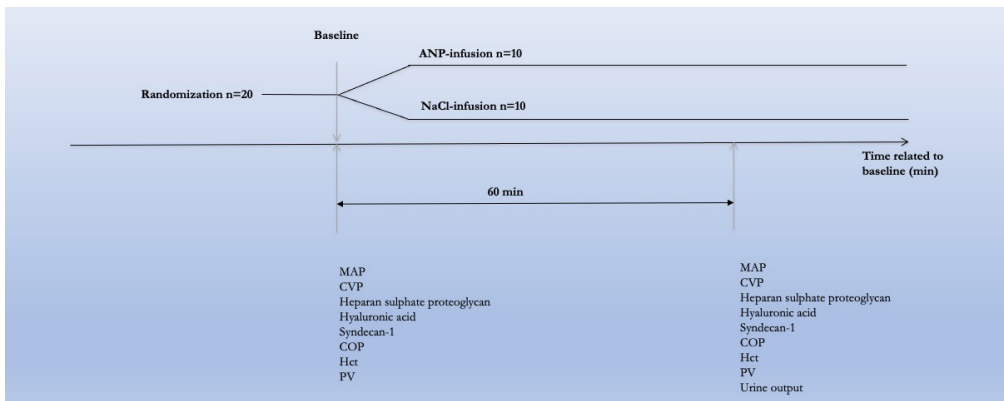 Baseline
ANP-infusion n=10
Randomization n=20
NaCl-infusion n=10
Time related to
baseline (min)
60 min
MAP
CVP
Heparan sulphate proteoglycan
Hyaluronic acid
Syndecan-1
COP
Hct
PV
MAP
CVP
Heparan sulphate proteoglycan
Hyaluronic acid
Syndecan-1
COP
Hct
PV
Urine output